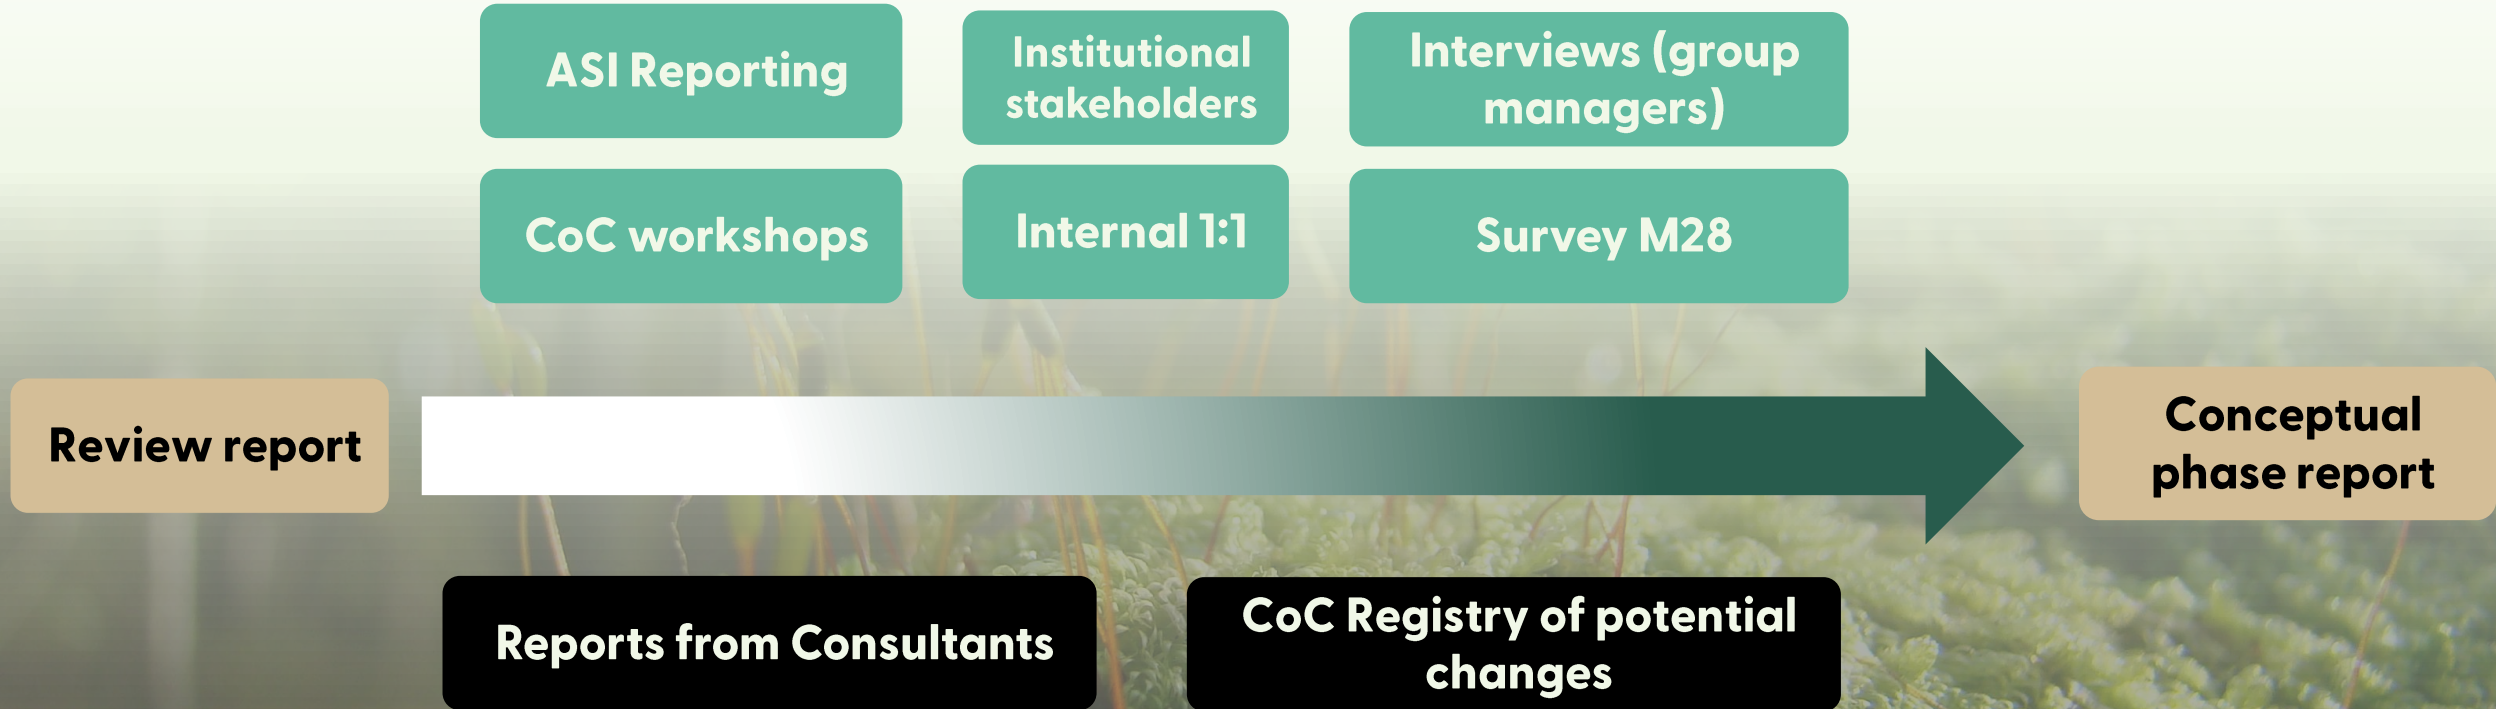 ASI Reporting
Institutional
stakeholders
Interviews (group
managers)
CoC workshops
Internal 1:1
Survey M28
Review report
Conceptual
phase report
Reports from Consultants
CoC Registry of potential
changes